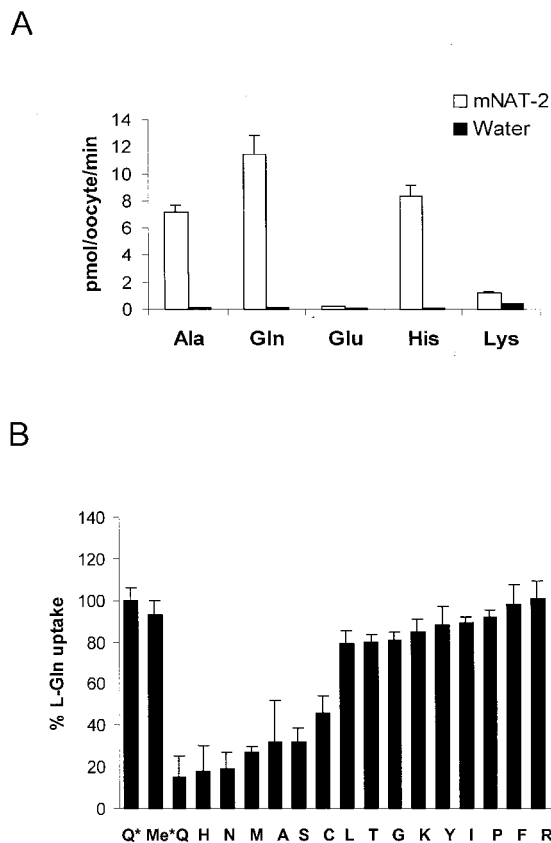 A
mNAT-2
Water
pmol/oocyte/min
14
12
10
8
6
4
2
0
Ala Gln Glu His Lys
B
% L-Gln uptake
140
120
100
80
60
40
20
0
Q* Me*Q H N M A S C L T G K Y I P F R